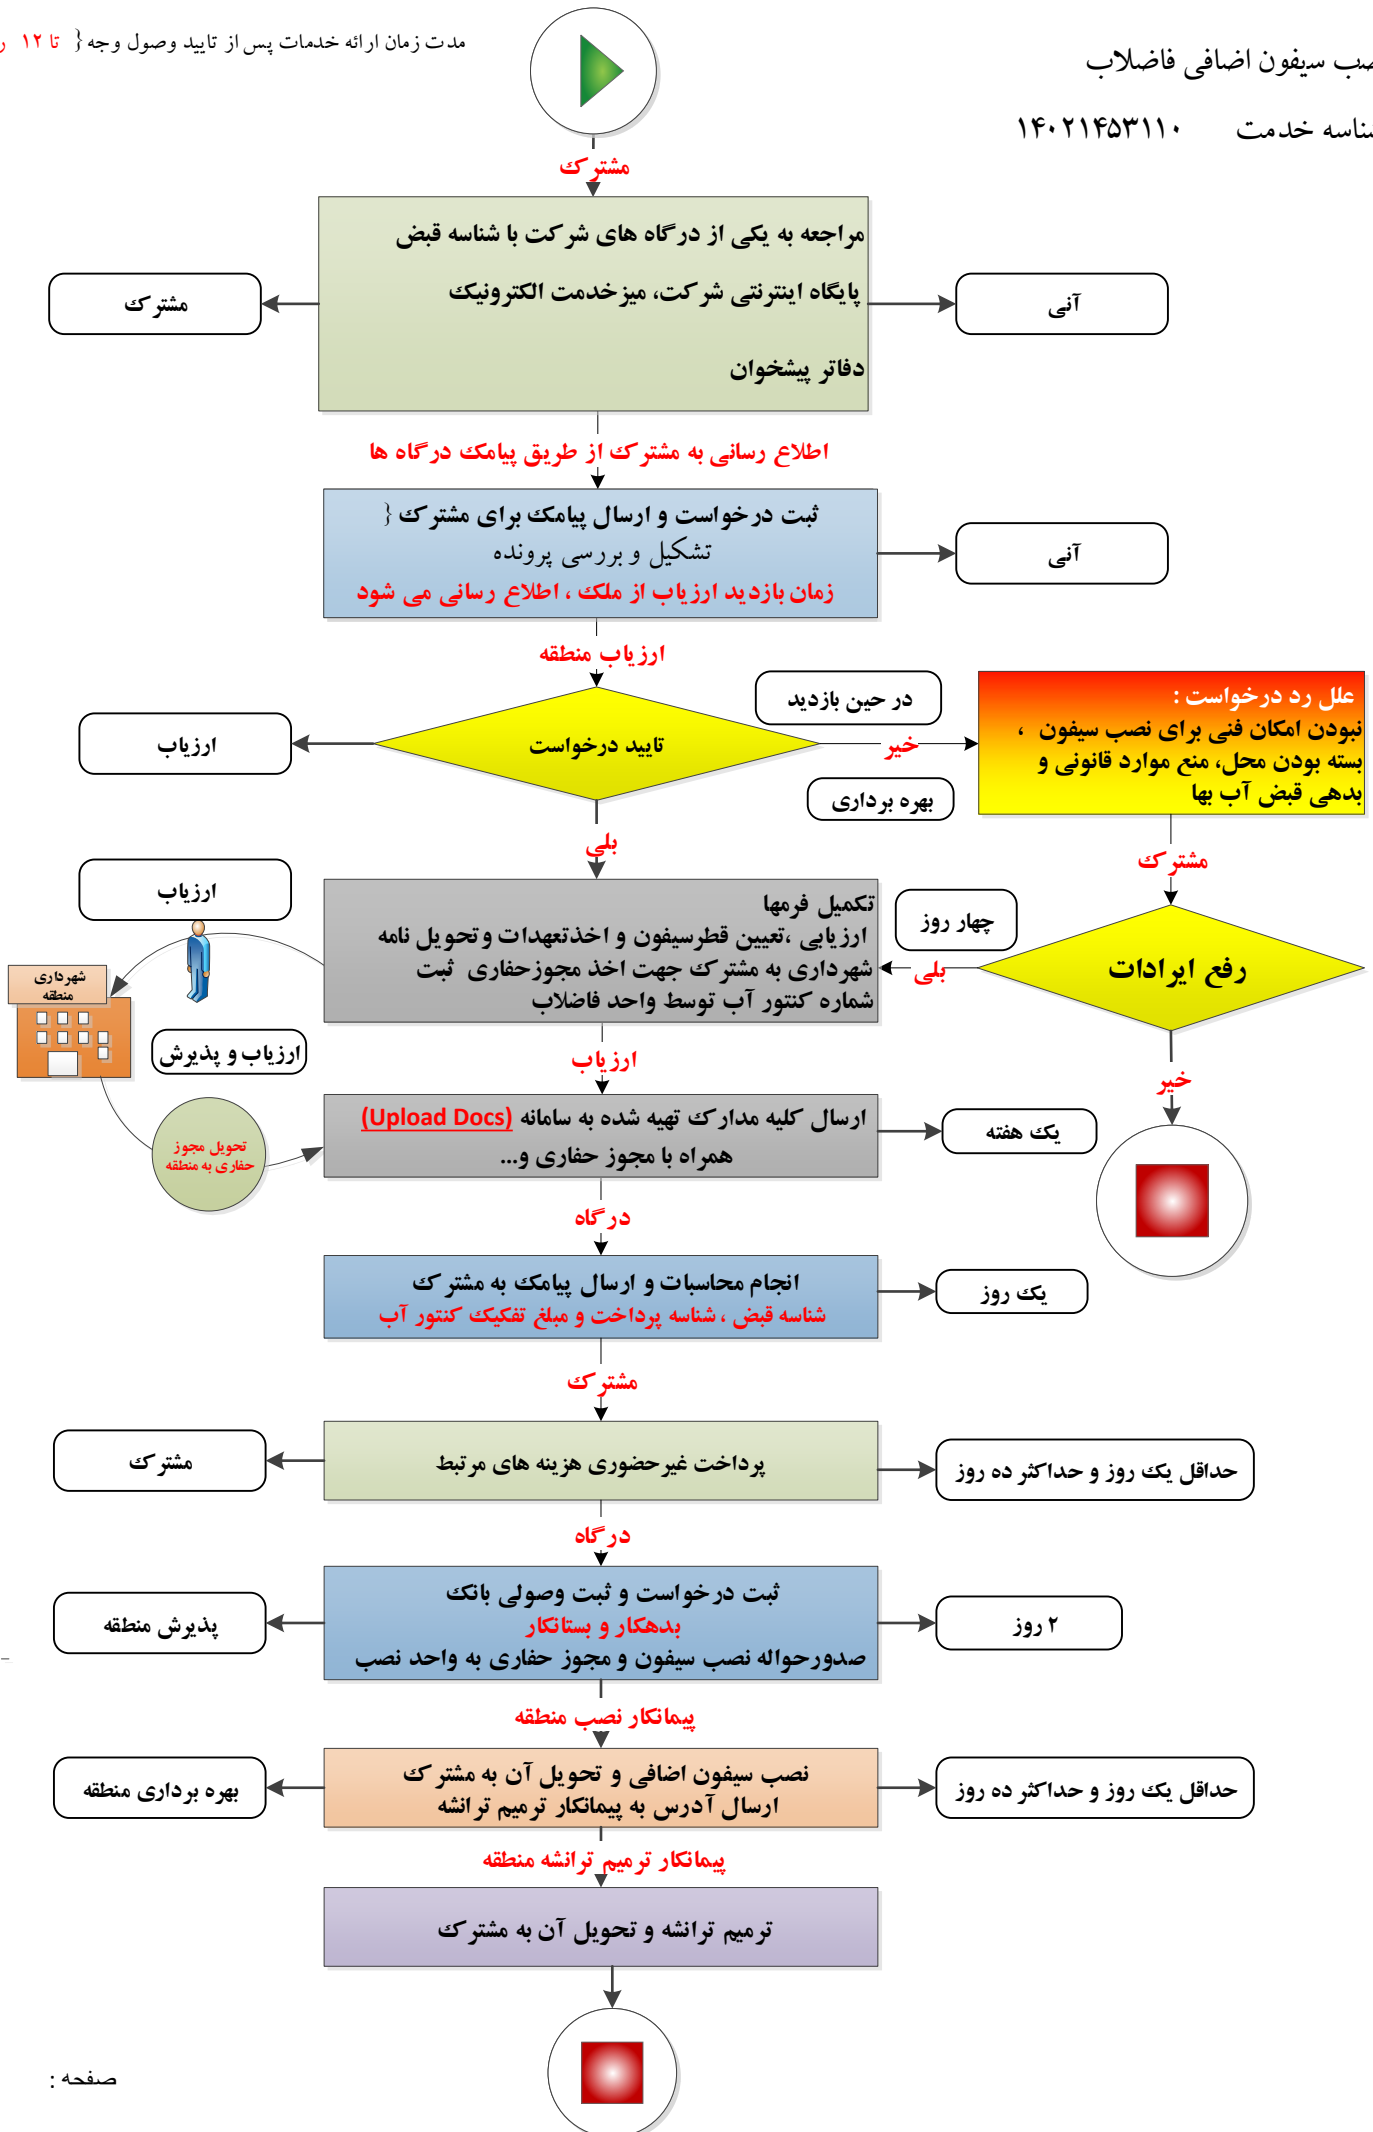 مدت زمان ارائه خدمات پس از تایید وصول وجه { تا ۱۲
نصب سیفون اضافی فاضلاب
شناسه خدمت ۱۴۰۲۱۴۵۳۱۱۰
مشترک
مراجعه به یکی از درگاه های شرکت با شناسه قبض
پایگاه اینترنتی شرکت، میزخدمت الکترونیک
دفاتر پیشخوان
آنی
مشترک
اطلاع رسانی به مشترک از طریق پیامک درگاه ها
ثبت درخواست و ارسال پیامک برای مشترک {
تشکیل و بررسی پرونده
زمان بازدید ارزیاب از ملک ، اطلاع رسانی می شود
آنی
ارزیاب منطقه
تایید درخواست
ارزیاب
در حین بازدید
خیر
بهره برداری
علل رد درخواست :
نبودن امکان فنی برای نصب سیفون ،
بسته بودن محل، منع موارد قانونی و
بدهی قبض آب بها
بلی
مشترک
رفع ایرادات
چهار روز
بلی
خیر
تکمیل فرمها
ارزیابی ،تعیین قطرسیفون و اخذتعهدات وتحویل نامه
شهرداری به مشترک جهت اخذ مجوزحفاری ثبت
شماره کنتور آب توسط واحد فاضلاب
ارزیاب
شهرداری
منطقه
ارزیاب و پذیرش
تحویل مجوز
حفاری به منطقه
ارزیاب
ارسال کلیه مدارک تهیه شده به سامانه (Upload Docs)
همراه با مجوز حفاری و...
یک هفته
درگاه
انجام محاسبات و ارسال پیامک به مشترک
شناسه قبض ، شناسه پرداخت و مبلغ تفکیک کنتور آب
یک روز
مشترک
پرداخت غیرحضوری هزینه های مرتبط
حداقل یک روز و حداکثر ده روز
مشترک
درگاه
ثبت درخواست و ثبت وصولی بانک
بدهکار و بستانکار
صدورحواله نصب سیفون و مجوز حفاری به واحد نصب
۲ روز
پذیرش منطقه
پیمانکار نصب منطقه
نصب سیفون اضافی و تحویل آن به مشترک
ارسال آدرس به پیمانکار ترمیم ترانشه
حداقل یک روز و حداکثر ده روز
بهره برداری منطقه
پیمانکار ترمیم ترانشه منطقه
ترمیم ترانشه و تحویل آن به مشترک
صفحه :